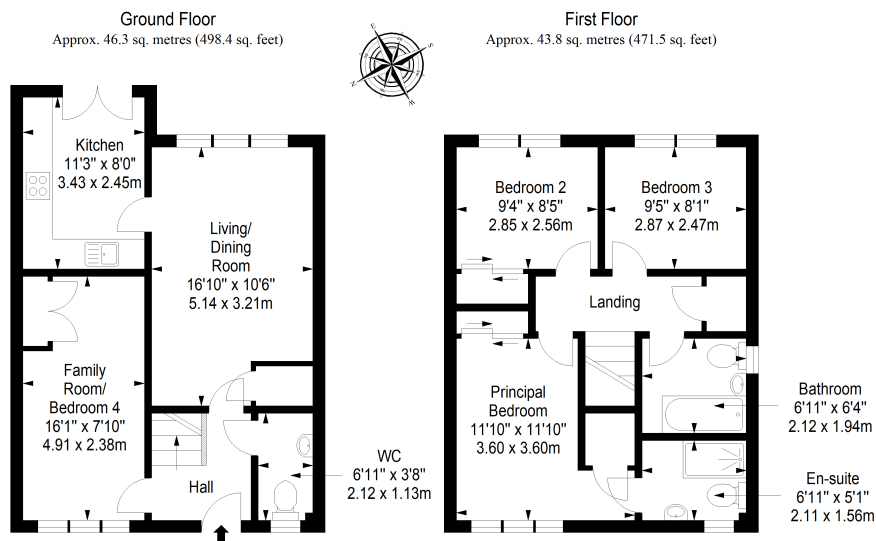 Ground Floor
Approx. 46.3 sq. metres (498.4 sq. feet)
First Floor
Approx. 43.8 sq. metres (471.5 sq. feet)
E
S
N
W
Kitchen
11'3" x 8'0"
3.43 x 2.45m
Living/
Dining
Room
16'10" x 10'6"
5.14 x 3.21m
Family
Room/
Bedroom 4
16'1" x 7'10"
4.91 x 2.38m
Hall
WC
6'11" x 3'8"
2.12 x 1.13m
Bedroom 2
9'4" x 8'5"
2.85 x 2.56m
Bedroom 3
9'5" x 8'1"
2.87 x 2.47m
Landing
Principal
Bedroom
11'10" x 11'10"
3.60 x 3.60m
Bathroom
6'11" x 6'4"
2.12 x 1.94m
En-suite
6'11" x 5'1"
2.11 x 1.56m